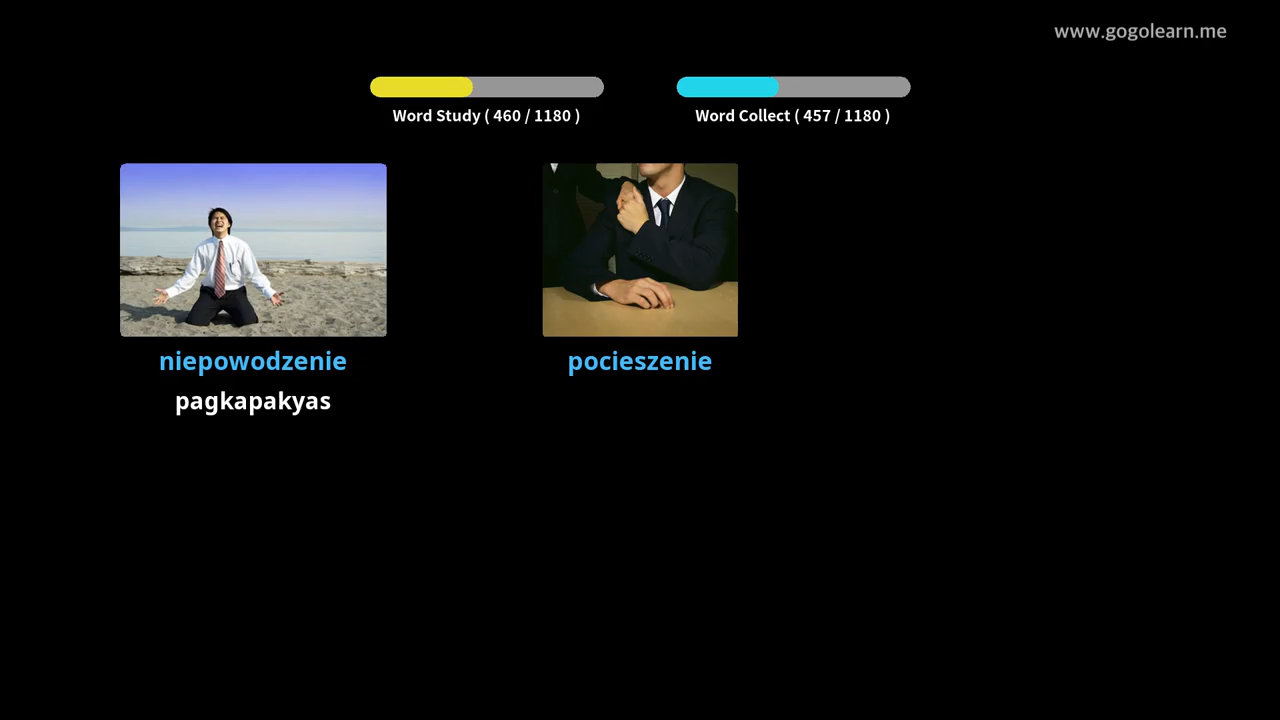 www.gogolearn.me
Word Study ( 460 / 1180 )
Word Collect ( 457 / 1180 )
niepowodzenie
pocieszenie
pagkapakyas